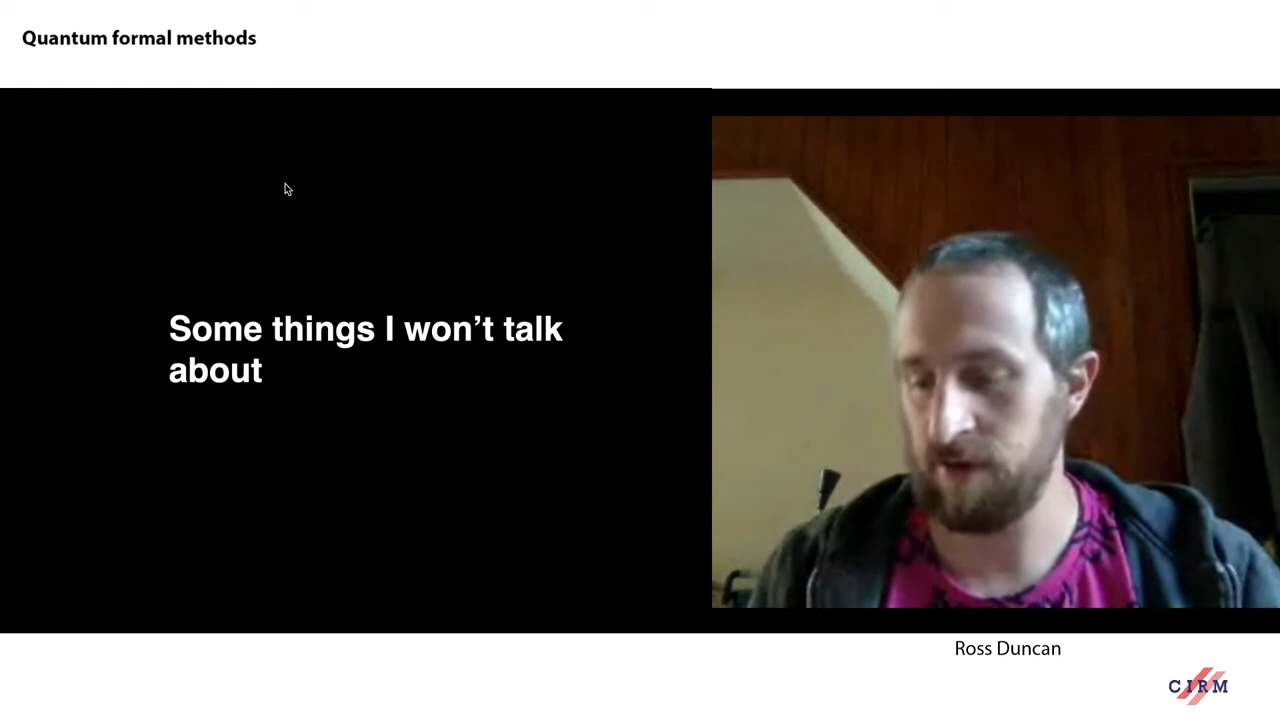 Quantum formal methods
Some things I won’t talk
about
Ross Duncan
CIRM